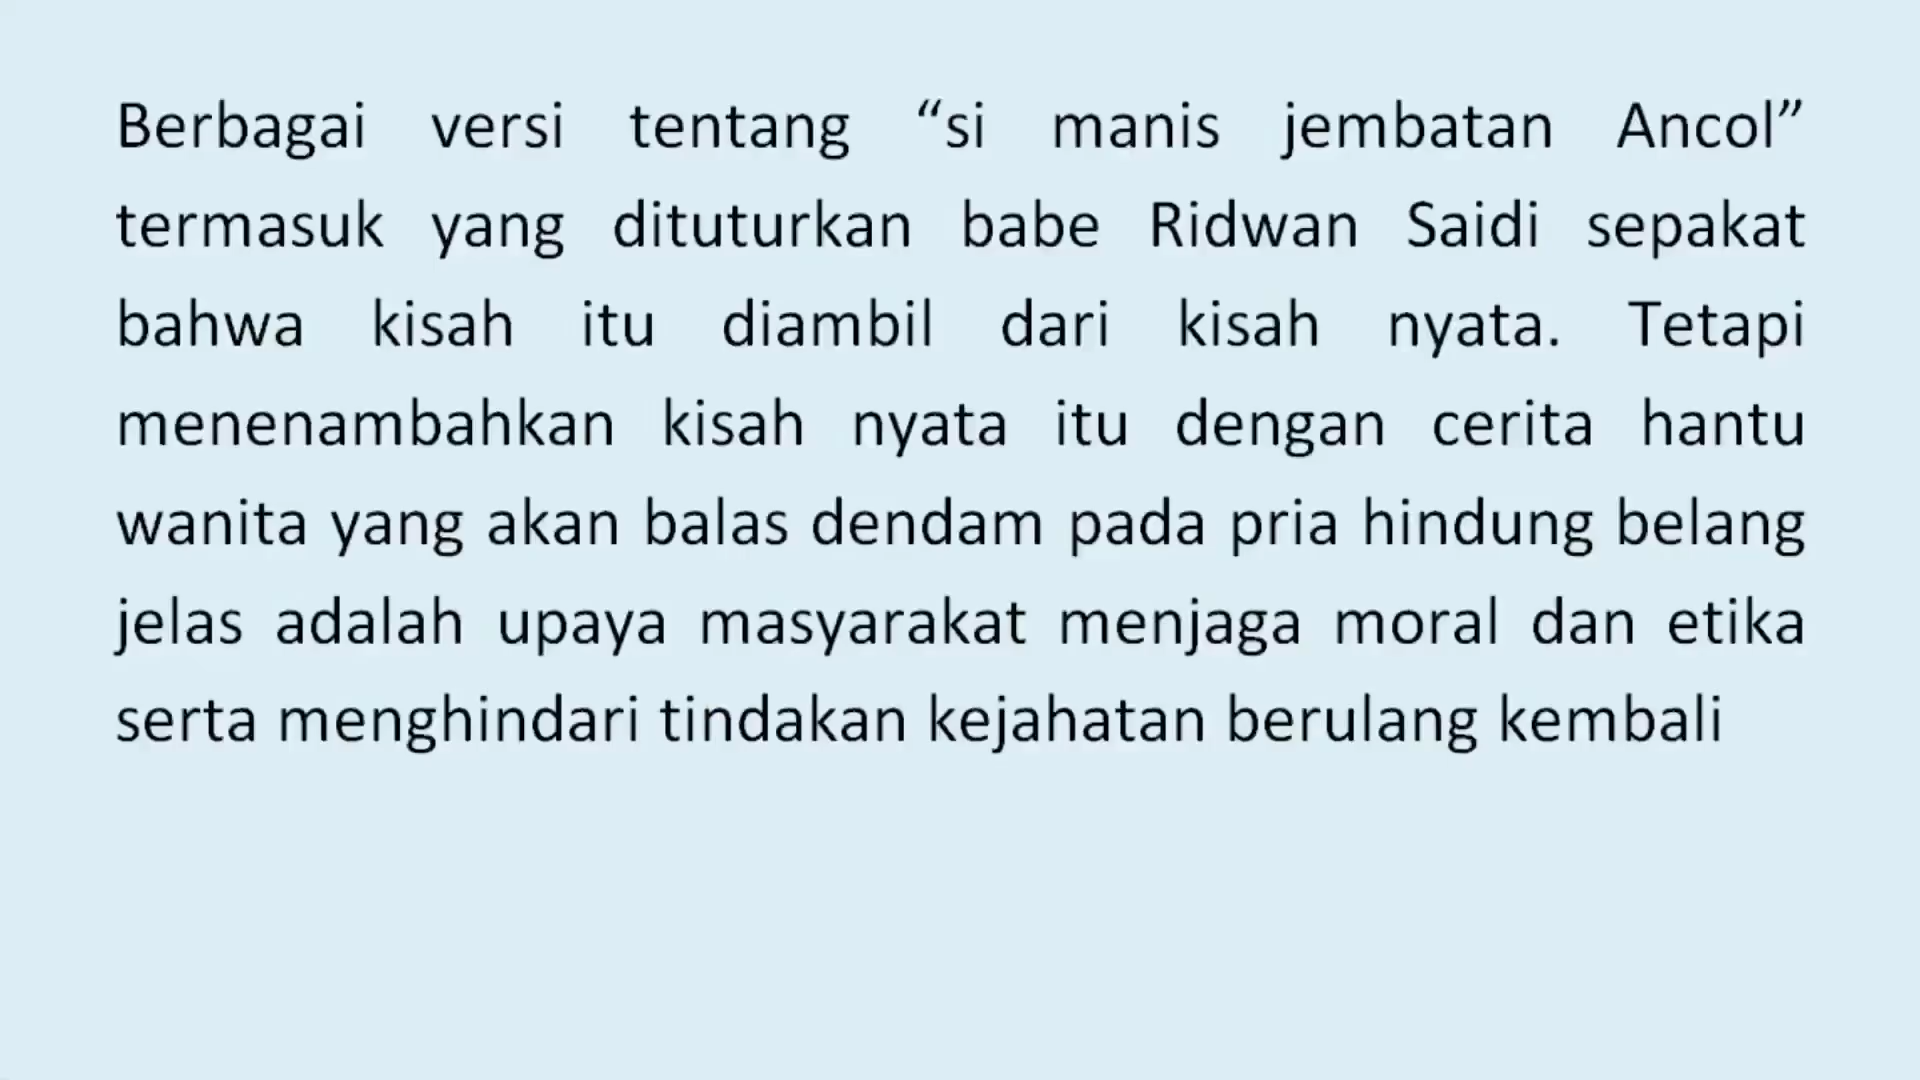 Berbagai versi tentang “si manis jembatan Ancol”
termasuk yang dituturkan babe Ridwan Saidi sepakat
bahwa kisah itu diambil dari kisah nyata. Tetapi
menenambahkan kisah nyata itu dengan cerita hantu
wanita yang akan balas dendam pada pria hindung belang
jelas adalah upaya masyarakat menjaga moral dan etika
serta menghindari tindakan kejahatan berulang kembali